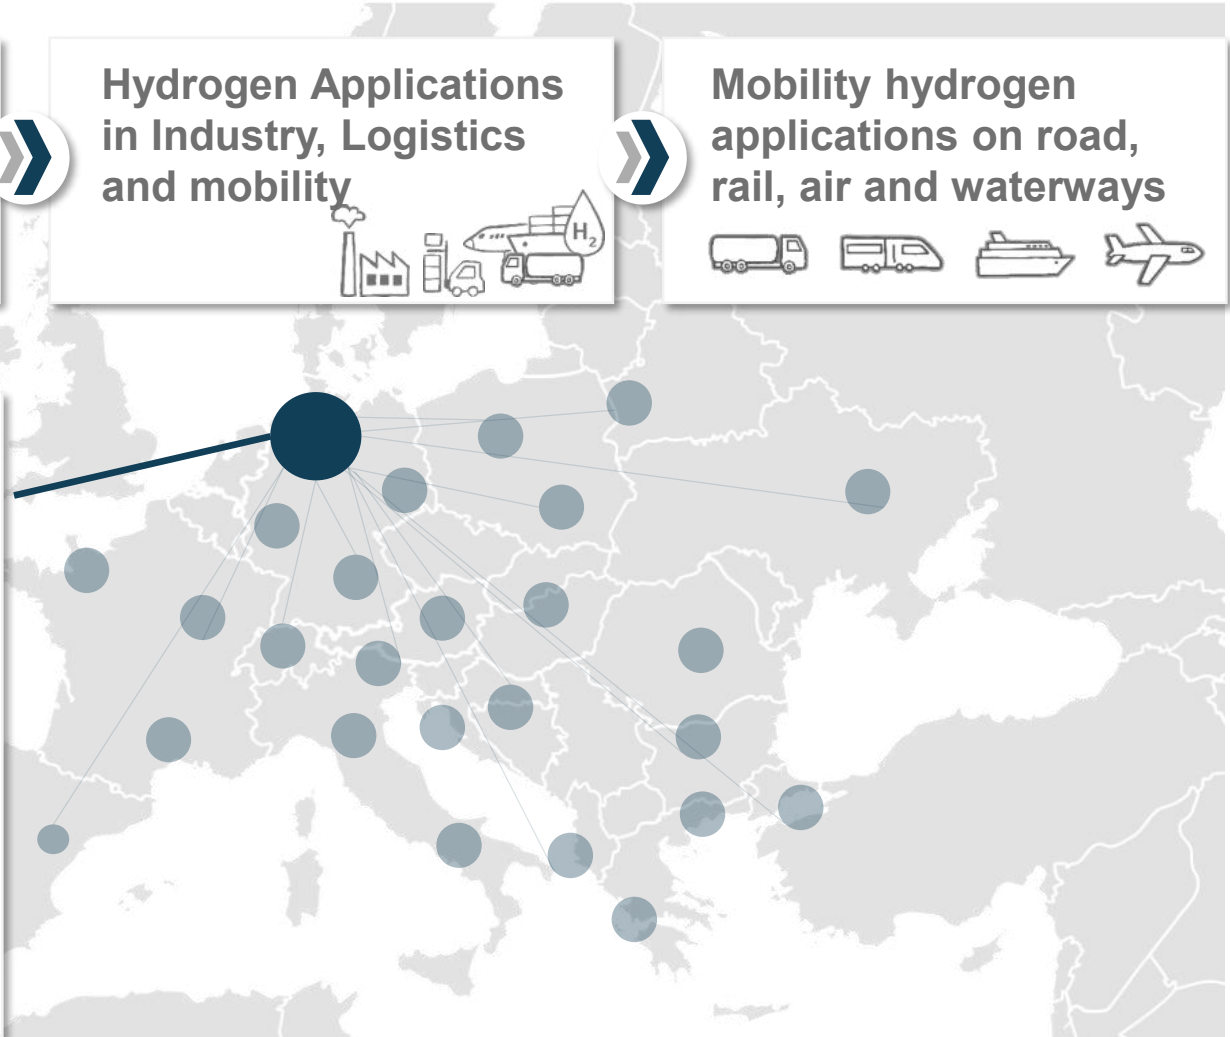 Hydrogen Applications
in Industry, Logistics
and mobility
H2
Mobility hydrogen
applications on road,
rail, air and waterways